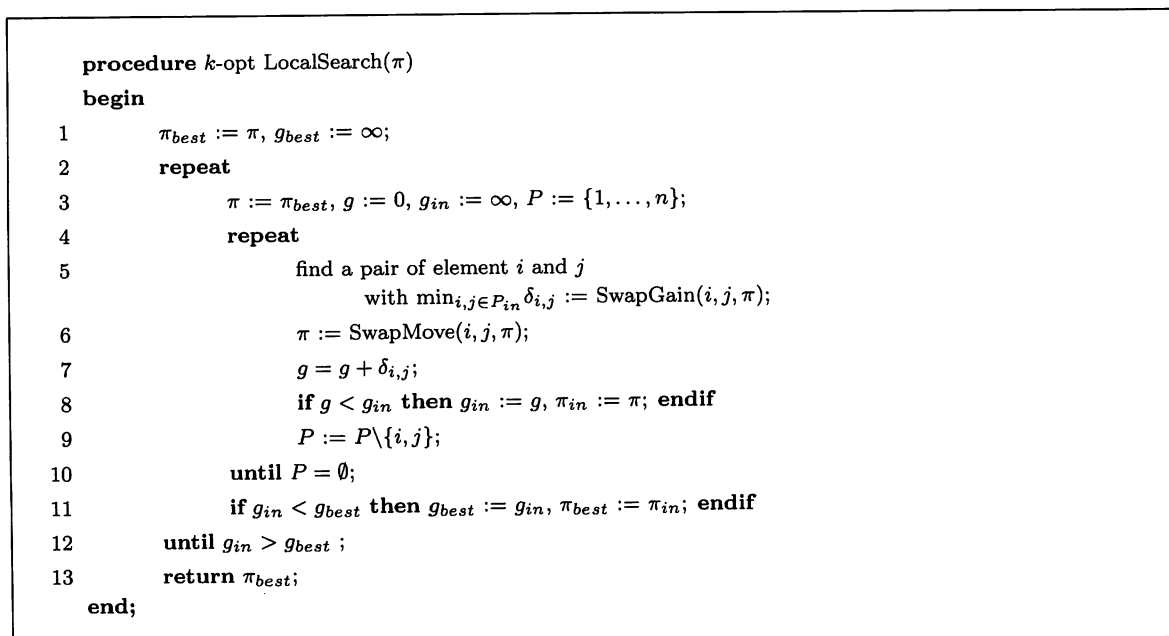 procedure k-opt LocalSearch(π)
begin
1 π_best := π, g_best := ∞;
2 repeat
3 π := π_best, g := 0, g_in := ∞, P := {1, . . . , n};
4 repeat
5 find a pair of element i and j
with min_{i,j∈P_in} δ_{i,j} := SwapGain(i, j, π);
6 π := SwapMove(i, j, π);
7 g = g + δ_{i,j};
8 if g < g_in then g_in := g, π_in := π; endif
9 P := P\{i, j};
10 until P = ∅;
11 if g_in < g_best then g_best := g_in, π_best := π_in; endif
12 until g_in > g_best ;
13 return π_best;
end;